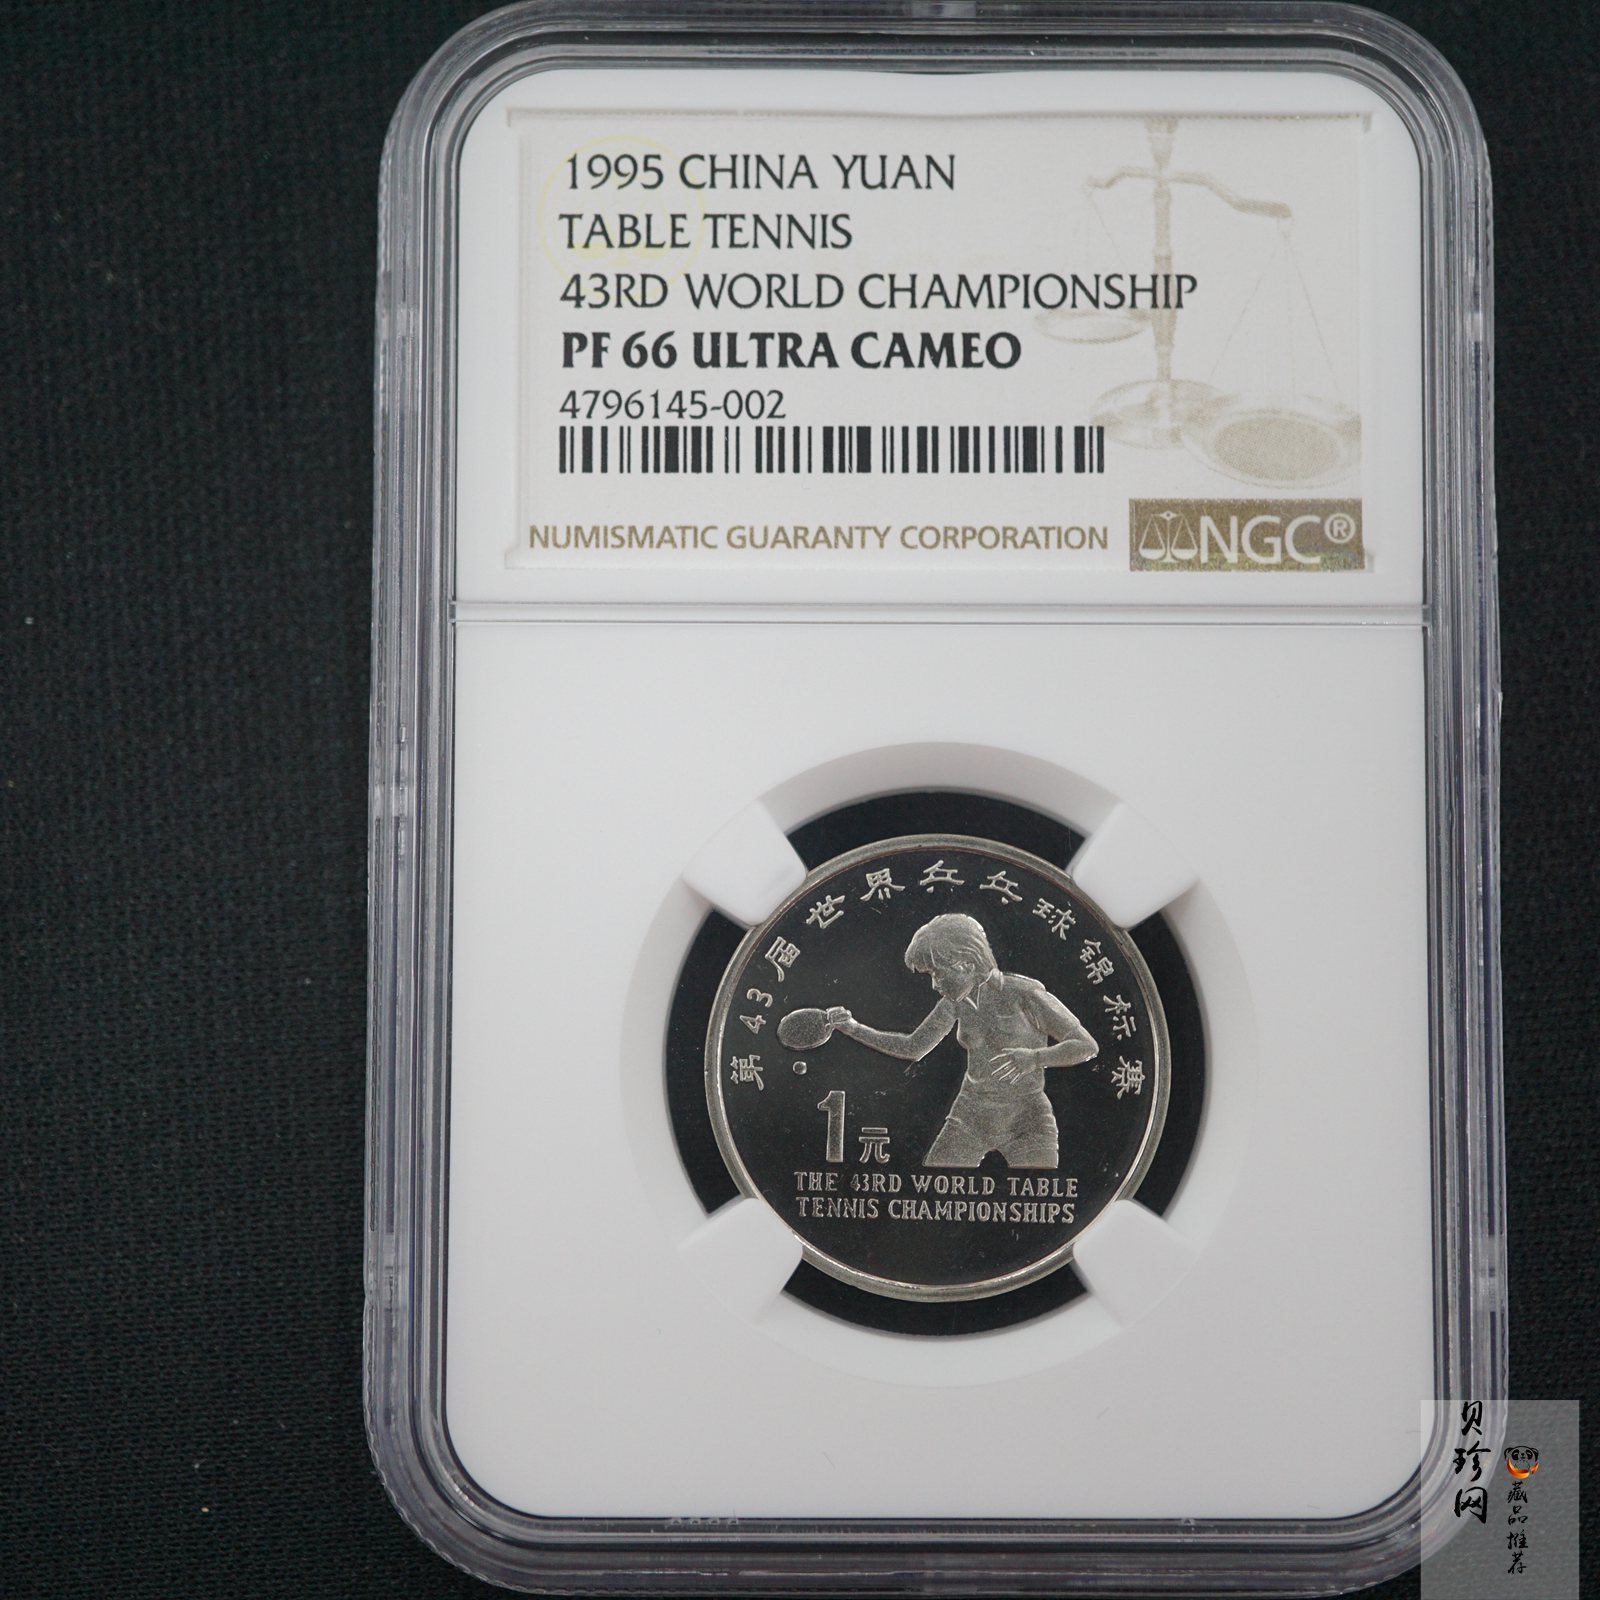 1995 CHINA YUAN
TABLE TENNIS
43RD WORLD CHAMPIONSHIP
PF 66 ULTRA CAMEO
4796145-002
NUMISMATIC GUARANTY CORPORATION
NGC®
第43届世界乒乓球锦标赛
1元
THE 43RD WORLD TABLE
TENNIS CHAMPIONSHIPS
贝珍网
藏品推荐